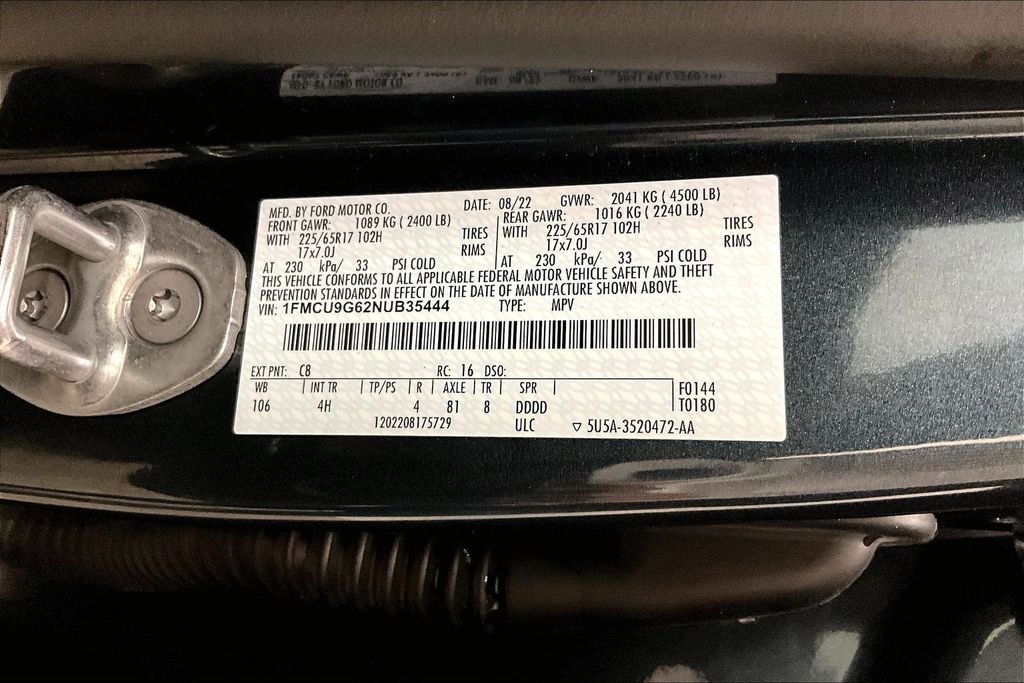 MFD. BY FORD MOTOR CO. DATE: 08/22 GVWR: 2041 KG ( 4500 LB)
FRONT GAWR: 1089 KG ( 2400 LB) REAR GAWR: 1016 KG ( 2240 LB)
WITH 225/65R17 102H TIRES WITH 225/65R17 102H TIRES
17x7.0J RIMS 17x7.0J RIMS
AT 230 kPa/ 33 PSI COLD AT 230 kPa/ 33 PSI COLD
THIS VEHICLE CONFORMS TO ALL APPLICABLE FEDERAL MOTOR VEHICLE SAFETY AND THEFT
PREVENTION STANDARDS IN EFFECT ON THE DATE OF MANUFACTURE SHOWN ABOVE.
VIN: 1FMCU9G62NUB35444 TYPE: MPV
EXT PNT: C8 RC: 16 DSO:
WB INT TR TP/PS R AXLE TR SPR F0144
106 4H 4 81 8 DDDD T0180
1202208175729 ULC ▽ 5U5A-3520472-AA